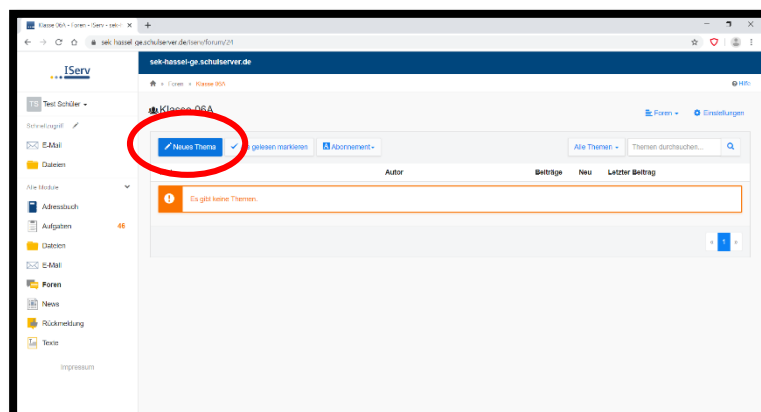 Klasse 06A - Foren - IServ - sek-h
sek-hassel-ge.schulserver.de/iserv/forum/21
IServ
sek-hassel-ge.schulserver.de
Foren
Klasse 06A
Hilfe
TS Test Schüler
Klasse-06A
Foren
Einstellungen
Schnellzugriff
E-Mail
Dateien
Neues Thema
gelesen markieren
Abonnement
Alle Themen
Themen durchsuchen...
Autor
Beiträge
Neu
Letzter Beitrag
Es gibt keine Themen.
« 1 »
Alle Module
Adressbuch
Aufgaben 46
Dateien
E-Mail
Foren
News
Rückmeldung
Texte
Impressum